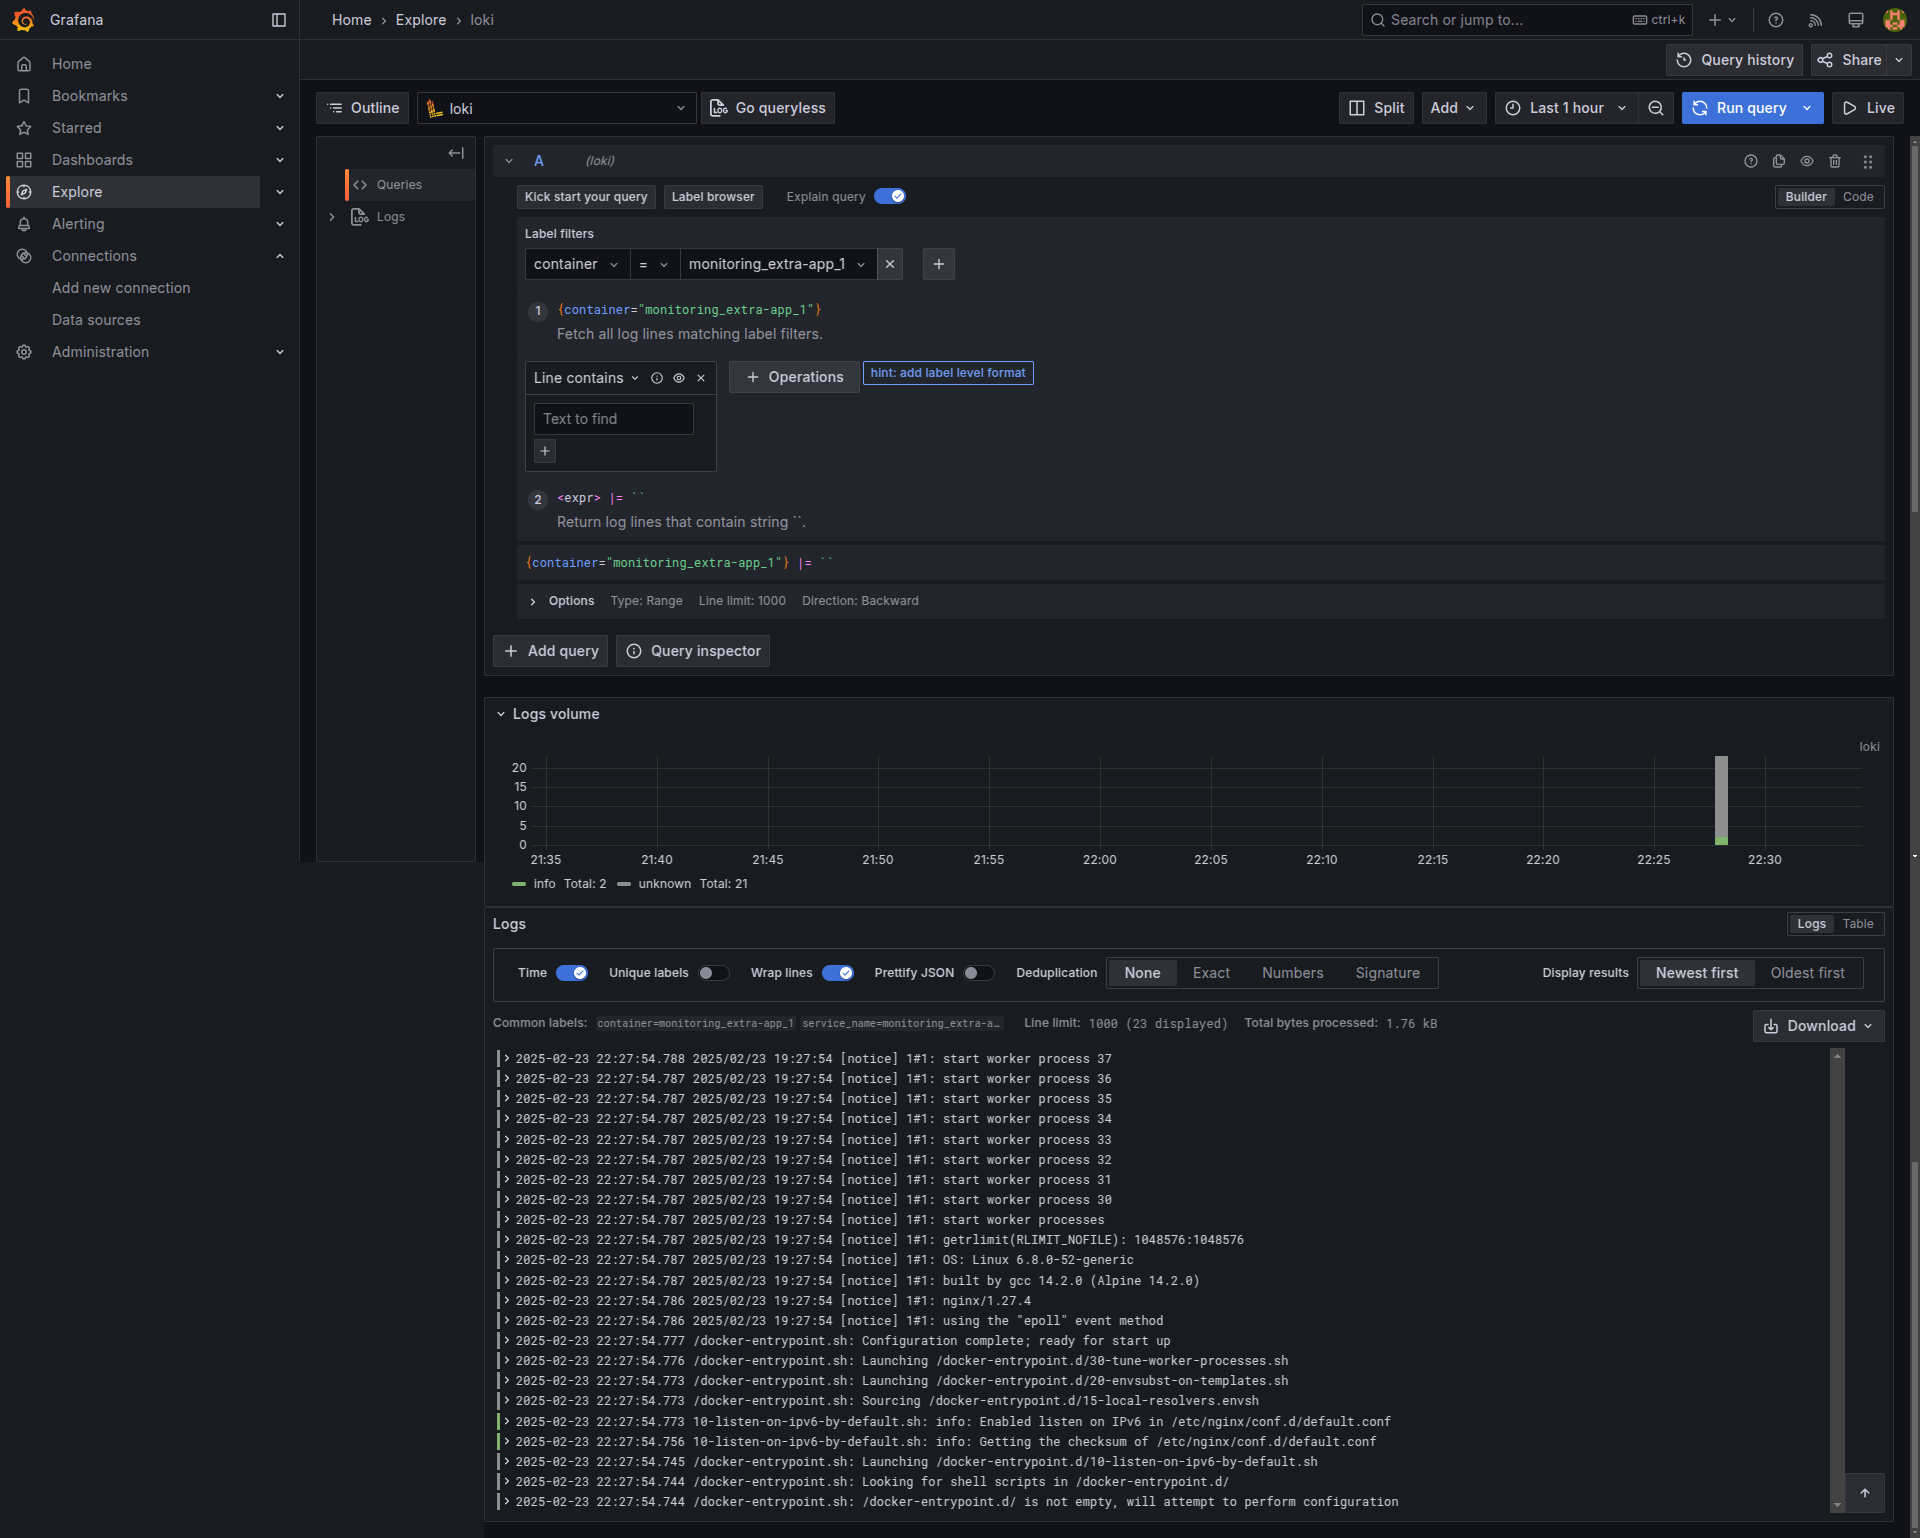 Grafana
Home › Explore › loki
Search or jump to...
ctrl+k
Home
Bookmarks
Starred
Dashboards
Explore
Alerting
Connections
Add new connection
Data sources
Administration
Query history
Share
Outline
loki
Go queryless
Split
Add
Last 1 hour
Run query
Live
Queries
Logs
A (loki)
Kick start your query
Label browser
Explain query
Builder
Code
Label filters
container
=
monitoring_extra-app_1
1 {container="monitoring_extra-app_1"}
Fetch all log lines matching label filters.
Line contains
Operations
hint: add label level format
Text to find
2 <expr> |= ``
Return log lines that contain string ``.
{container="monitoring_extra-app_1"} |= ``
Options Type: Range Line limit: 1000 Direction: Backward
Add query
Query inspector
Logs volume
loki
20
15
10
5
0
21:35 21:40 21:45 21:50 21:55 22:00 22:05 22:10 22:15 22:20 22:25 22:30
info Total: 2 unknown Total: 21
Logs
Logs Table
Time Unique labels Wrap lines Prettify JSON Deduplication None Exact Numbers Signature Display results Newest first Oldest first
Common labels: container=monitoring_extra-app_1 service_name=monitoring_extra-a… Line limit: 1000 (23 displayed) Total bytes processed: 1.76 kB
Download
2025-02-23 22:27:54.788 2025/02/23 19:27:54 [notice] 1#1: start worker process 37
2025-02-23 22:27:54.787 2025/02/23 19:27:54 [notice] 1#1: start worker process 36
2025-02-23 22:27:54.787 2025/02/23 19:27:54 [notice] 1#1: start worker process 35
2025-02-23 22:27:54.787 2025/02/23 19:27:54 [notice] 1#1: start worker process 34
2025-02-23 22:27:54.787 2025/02/23 19:27:54 [notice] 1#1: start worker process 33
2025-02-23 22:27:54.787 2025/02/23 19:27:54 [notice] 1#1: start worker process 32
2025-02-23 22:27:54.787 2025/02/23 19:27:54 [notice] 1#1: start worker process 31
2025-02-23 22:27:54.787 2025/02/23 19:27:54 [notice] 1#1: start worker process 30
2025-02-23 22:27:54.787 2025/02/23 19:27:54 [notice] 1#1: start worker processes
2025-02-23 22:27:54.787 2025/02/23 19:27:54 [notice] 1#1: getrlimit(RLIMIT_NOFILE): 1048576:1048576
2025-02-23 22:27:54.787 2025/02/23 19:27:54 [notice] 1#1: OS: Linux 6.8.0-52-generic
2025-02-23 22:27:54.787 2025/02/23 19:27:54 [notice] 1#1: built by gcc 14.2.0 (Alpine 14.2.0)
2025-02-23 22:27:54.786 2025/02/23 19:27:54 [notice] 1#1: nginx/1.27.4
2025-02-23 22:27:54.786 2025/02/23 19:27:54 [notice] 1#1: using the "epoll" event method
2025-02-23 22:27:54.777 /docker-entrypoint.sh: Configuration complete; ready for start up
2025-02-23 22:27:54.776 /docker-entrypoint.sh: Launching /docker-entrypoint.d/30-tune-worker-processes.sh
2025-02-23 22:27:54.773 /docker-entrypoint.sh: Launching /docker-entrypoint.d/20-envsubst-on-templates.sh
2025-02-23 22:27:54.773 /docker-entrypoint.sh: Sourcing /docker-entrypoint.d/15-local-resolvers.envsh
2025-02-23 22:27:54.773 10-listen-on-ipv6-by-default.sh: info: Enabled listen on IPv6 in /etc/nginx/conf.d/default.conf
2025-02-23 22:27:54.756 10-listen-on-ipv6-by-default.sh: info: Getting the checksum of /etc/nginx/conf.d/default.conf
2025-02-23 22:27:54.745 /docker-entrypoint.sh: Launching /docker-entrypoint.d/10-listen-on-ipv6-by-default.sh
2025-02-23 22:27:54.744 /docker-entrypoint.sh: Looking for shell scripts in /docker-entrypoint.d/
2025-02-23 22:27:54.744 /docker-entrypoint.sh: /docker-entrypoint.d/ is not empty, will attempt to perform configuration